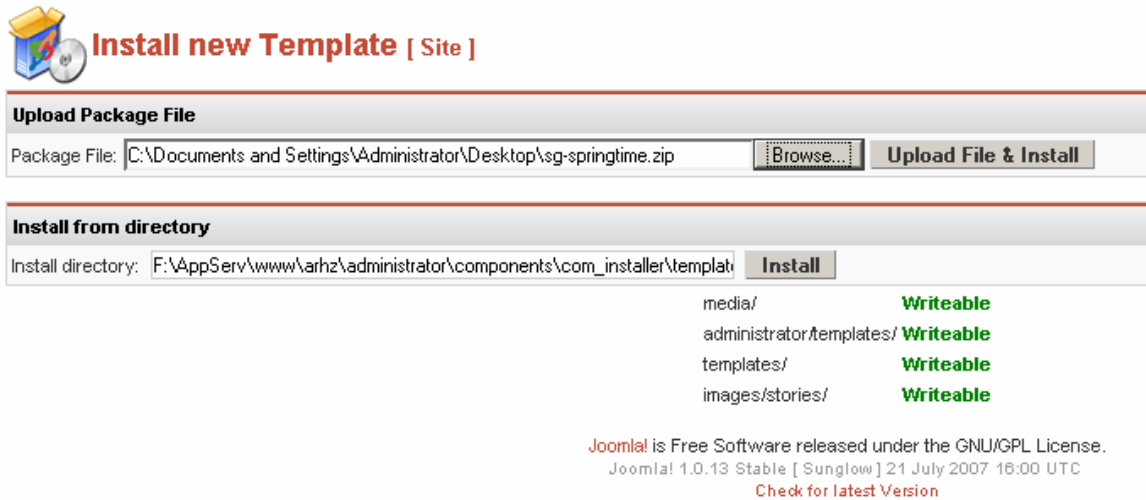 Install new Template [ Site ]
Upload Package File
Package File: C:\Documents and Settings\Administrator\Desktop\sg-springtime.zip Browse... Upload File & Install
Install from directory
Install directory: F:\AppServ\www\arhz\administrator\components\com_installer\templat Install
media/ Writeable
administrator/templates/ Writeable
templates/ Writeable
images/stories/ Writeable
Joomla! is Free Software released under the GNU/GPL License.
Joomla! 1.0.13 Stable [ Sunglow ] 21 July 2007 16:00 UTC
Check for latest Version